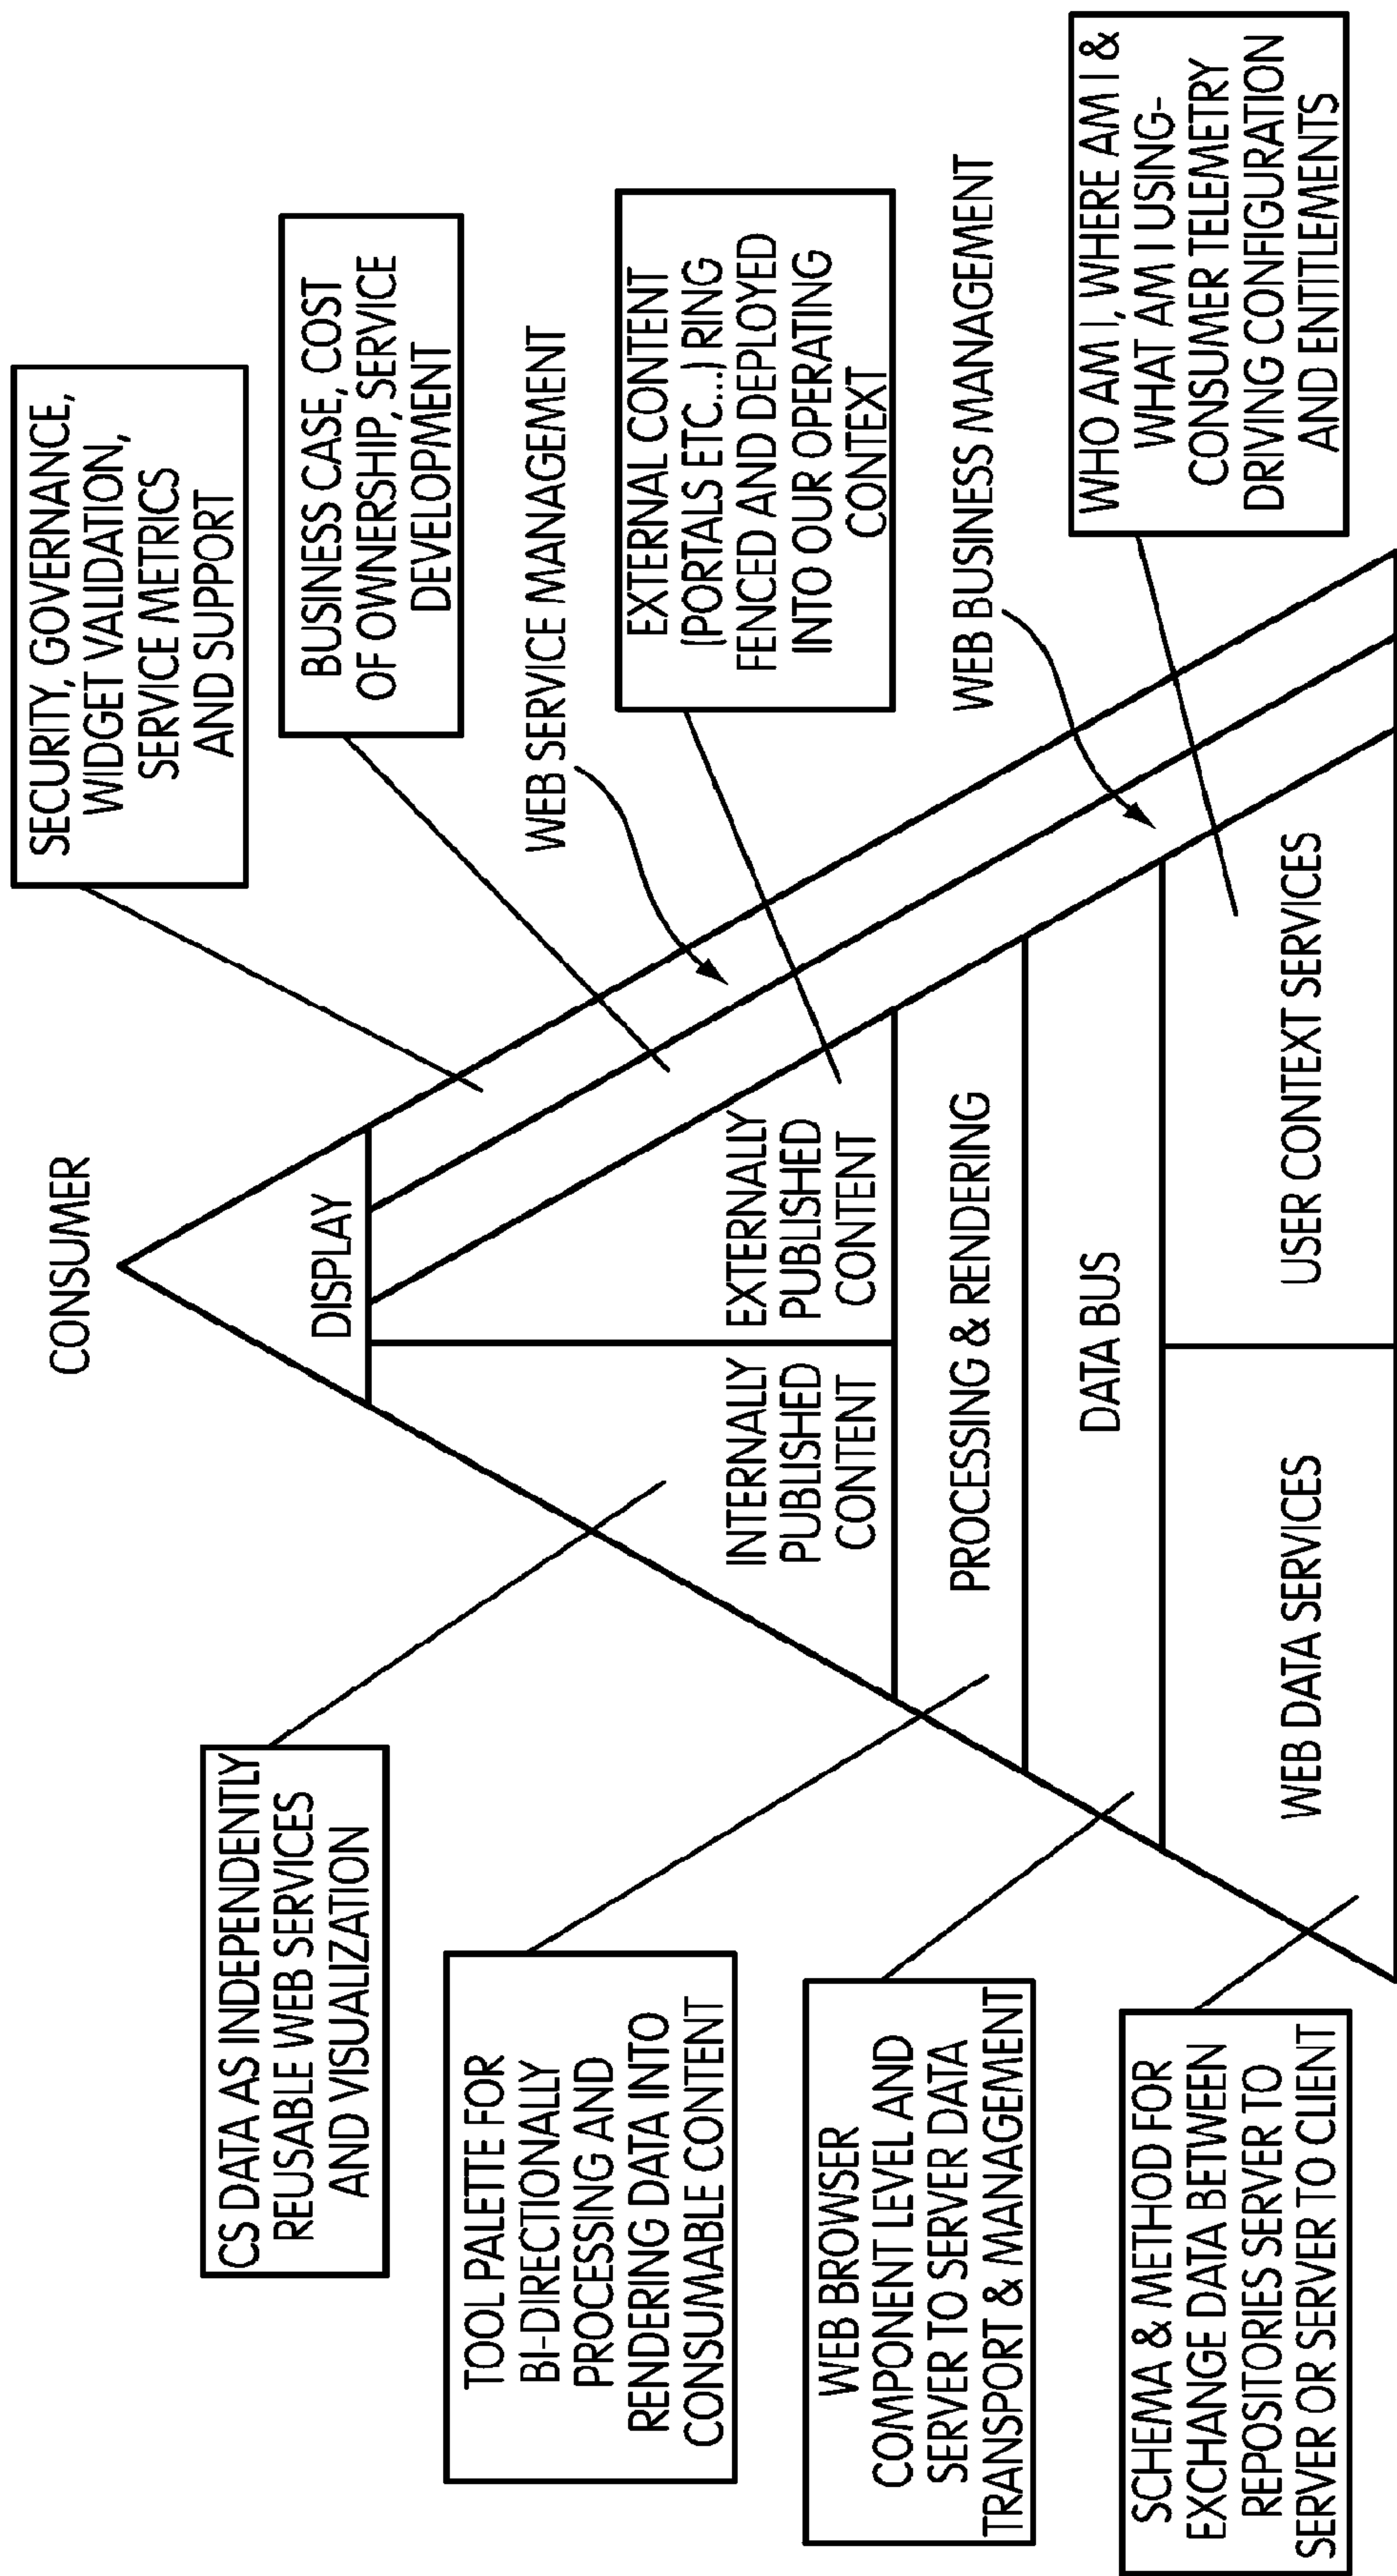 CONSUMER
DISPLAY
INTERNALLY
PUBLISHED
CONTENT
EXTERNALLY
PUBLISHED
CONTENT
PROCESSING & RENDERING
DATA BUS
WEB DATA SERVICES
USER CONTEXT SERVICES
CS DATA AS INDEPENDENTLY
REUSABLE WEB SERVICES
AND VISUALIZATION
TOOL PALETTE FOR
BI-DIRECTIONALLY
PROCESSING AND
RENDERING DATA INTO
CONSUMABLE CONTENT
WEB BROWSER
COMPONENT LEVEL AND
SERVER TO SERVER DATA
TRANSPORT & MANAGEMENT
SCHEMA & METHOD FOR
EXCHANGE DATA BETWEEN
REPOSITORIES SERVER TO
SERVER OR SERVER TO CLIENT
SECURITY, GOVERNANCE,
WIDGET VALIDATION,
SERVICE METRICS
AND SUPPORT
BUSINESS CASE, COST
OF OWNERSHIP, SERVICE
DEVELOPMENT
WEB SERVICE MANAGEMENT
EXTERNAL CONTENT
(PORTALS ETC...) RING
FENCED AND DEPLOYED
INTO OUR OPERATING
CONTEXT
WEB BUSINESS MANAGEMENT
WHO AM I, WHERE AM I &
WHAT AM I USING-
CONSUMER TELEMETRY
DRIVING CONFIGURATION
AND ENTITLEMENTS